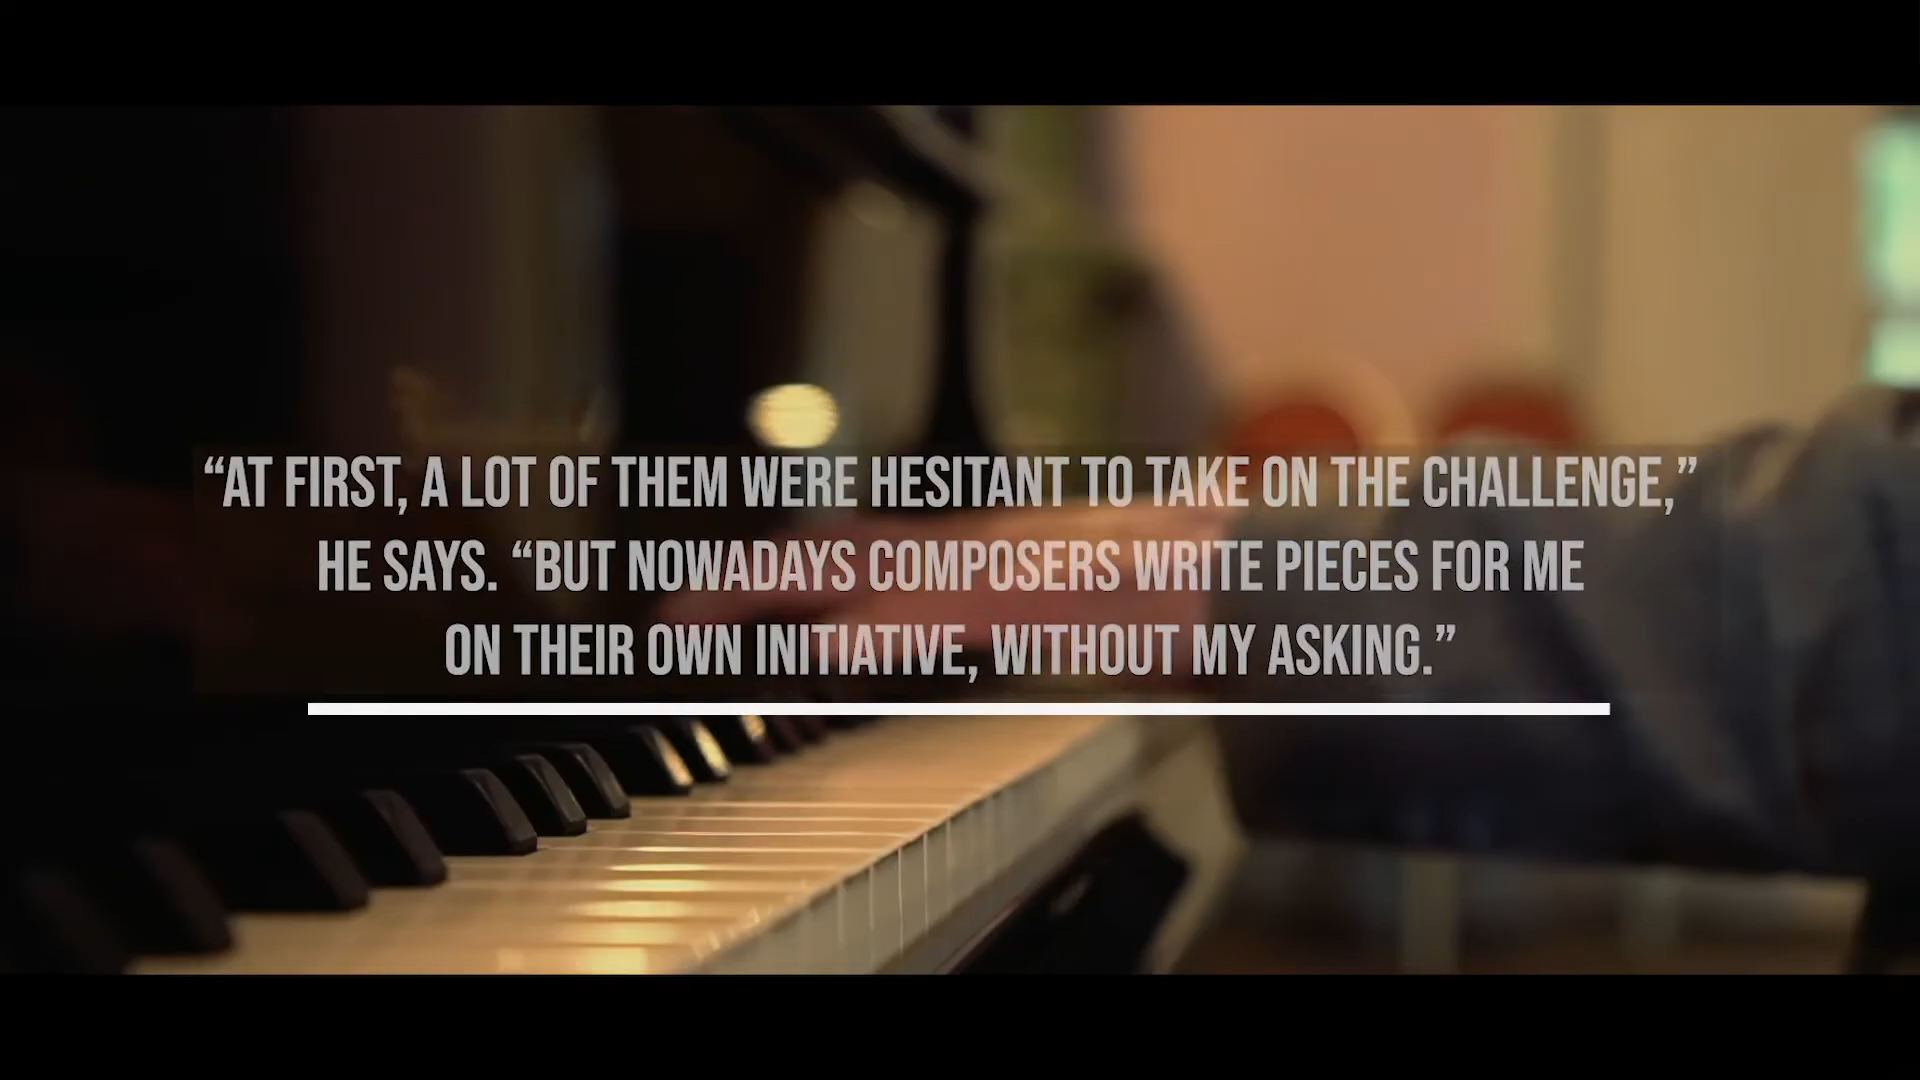 “AT FIRST, A LOT OF THEM WERE HESITANT TO TAKE ON THE CHALLENGE,”
HE SAYS. “BUT NOWADAYS COMPOSERS WRITE PIECES FOR ME
ON THEIR OWN INITIATIVE, WITHOUT MY ASKING.”